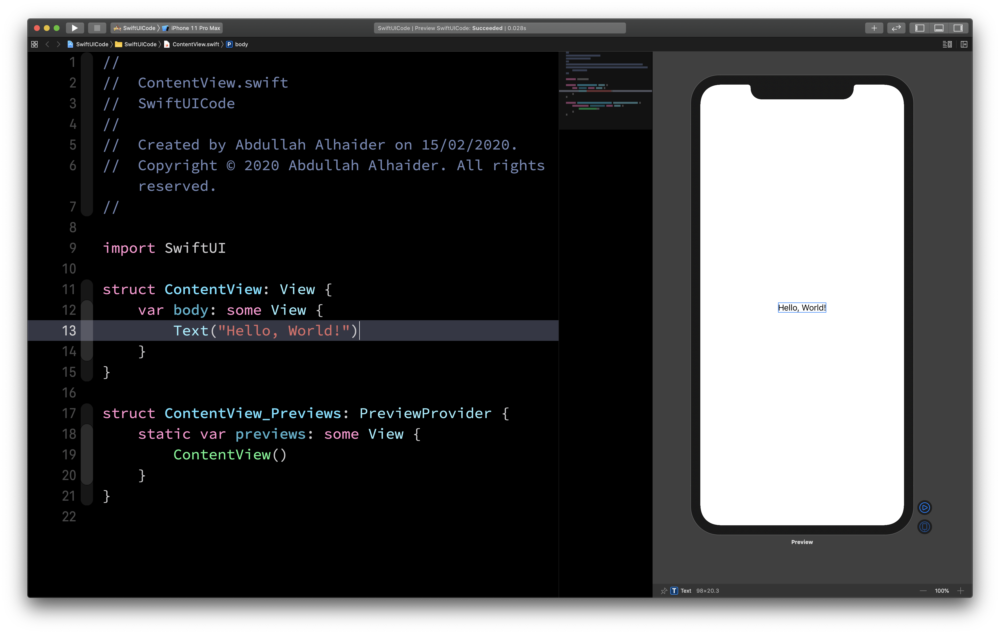 SwiftUICode iPhone 11 Pro Max
SwiftUICode | Preview SwiftUICode: Succeeded | 0.028s
SwiftUICode SwiftUICode ContentView.swift P body
1 //
2 //  ContentView.swift
3 //  SwiftUICode
4 //
5 //  Created by Abdullah Alhaider on 15/02/2020.
6 //  Copyright © 2020 Abdullah Alhaider. All rights
reserved.
7 //
8
9 import SwiftUI
10
11 struct ContentView: View {
12     var body: some View {
13         Text("Hello, World!")
14     }
15 }
16
17 struct ContentView_Previews: PreviewProvider {
18     static var previews: some View {
19         ContentView()
20     }
21 }
22
Hello, World!
Preview
T Text 98×20.3
100%